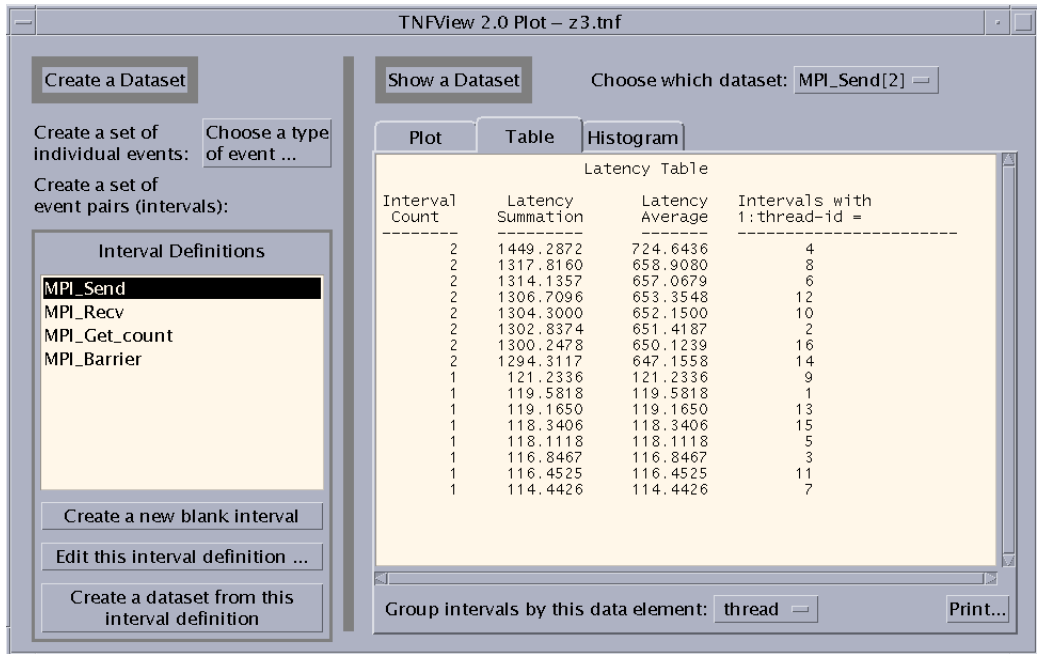 TNFView 2.0 Plot – z3.tnf
Create a Dataset
Create a set of
individual events:
Choose a type
of event ...
Create a set of
event pairs (intervals):
Interval Definitions
MPI_Send
MPI_Recv
MPI_Get_count
MPI_Barrier
Create a new blank interval
Edit this interval definition ...
Create a dataset from this
interval definition
Show a Dataset
Choose which dataset: MPI_Send[2]
Plot Table Histogram
Latency Table
Interval Latency Latency Intervals with
Count Summation Average 1:thread-id =
-------- --------- ------- -----------------------
2 1449.2872 724.6436 4
2 1317.8160 658.9080 8
2 1314.1357 657.0679 6
2 1306.7096 653.3548 12
2 1304.3000 652.1500 10
2 1302.8374 651.4187 2
2 1300.2478 650.1239 16
2 1294.3117 647.1558 14
1 121.2336 121.2336 9
1 119.5818 119.5818 1
1 119.1650 119.1650 13
1 118.3406 118.3406 15
1 118.1118 118.1118 5
1 116.8467 116.8467 3
1 116.4525 116.4525 11
1 114.4426 114.4426 7
Group intervals by this data element: thread
Print...